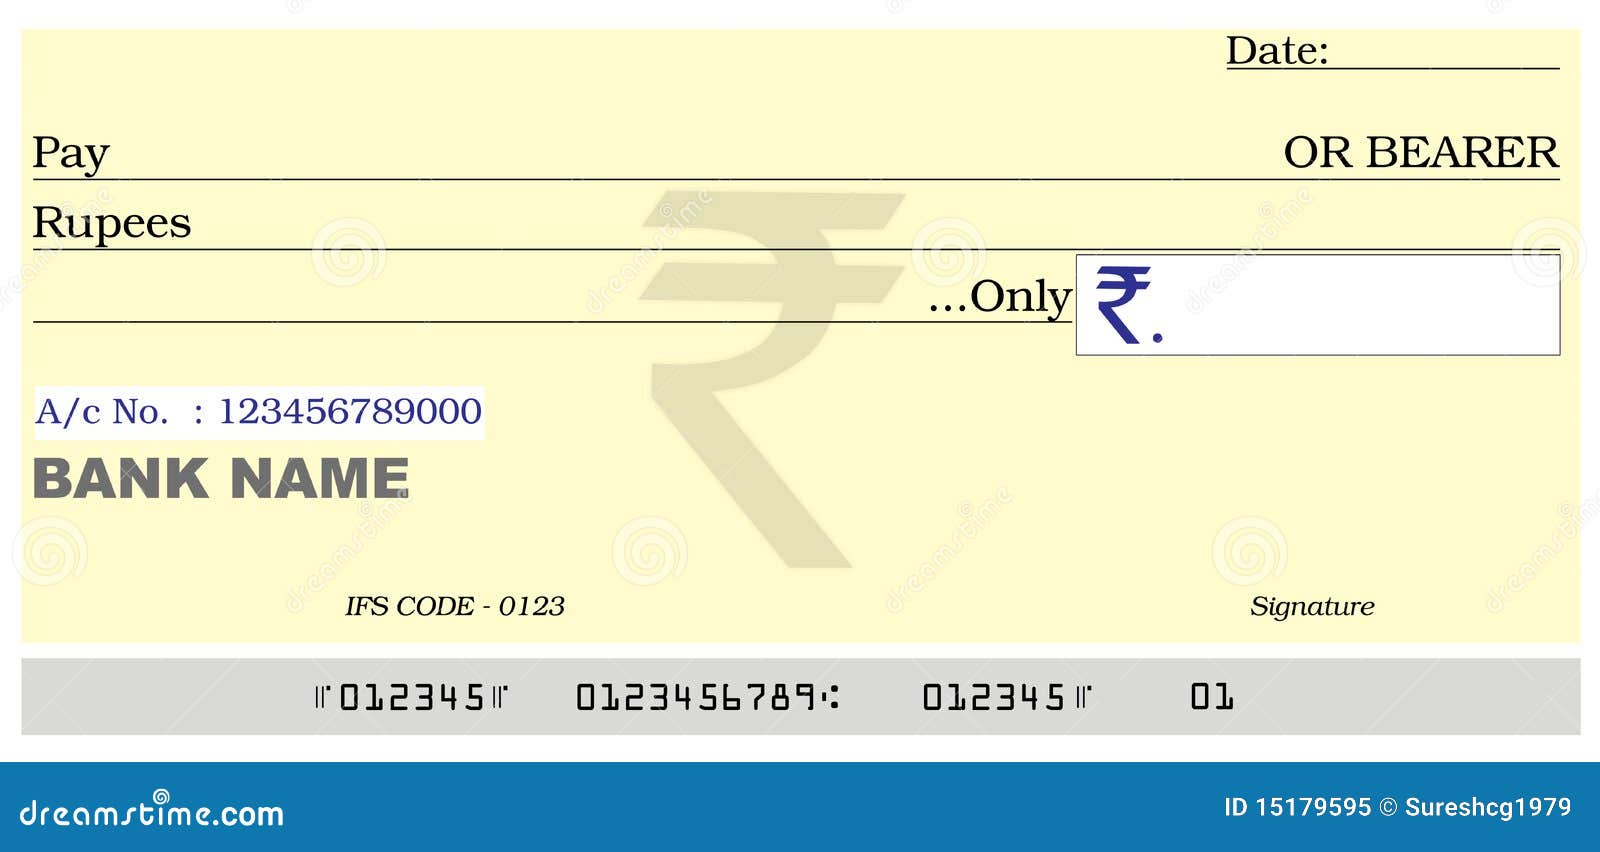 Date:
Pay OR BEARER
Rupees
...Only ₹.
A/c No. : 123456789000
BANK NAME
IFS CODE - 0123 Signature
⑈012345⑈ 0123456789⑆ 012345⑈ 01
dreamstime.com ID 15179595 © Sureshcg1979